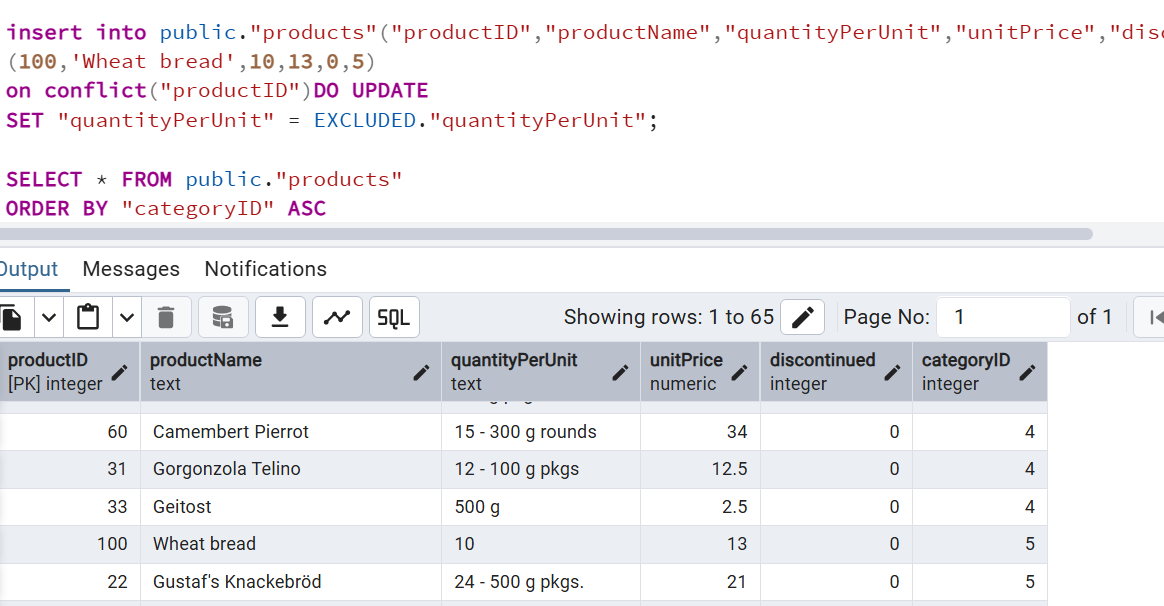 insert into public."products"("productID","productName","quantityPerUnit","unitPrice","disc
(100,'Wheat bread',10,13,0,5)
on conflict("productID")DO UPDATE
SET "quantityPerUnit" = EXCLUDED."quantityPerUnit";
SELECT * FROM public."products"
ORDER BY "categoryID" ASC
Output Messages Notifications
SQL Showing rows: 1 to 65 Page No: 1 of 1
productID productName quantityPerUnit unitPrice discontinued categoryID
[PK] integer text text numeric integer integer
60 Camembert Pierrot 15 - 300 g rounds 34 0 4
31 Gorgonzola Telino 12 - 100 g pkgs 12.5 0 4
33 Geitost 500 g 2.5 0 4
100 Wheat bread 10 13 0 5
22 Gustaf's Knackebröd 24 - 500 g pkgs. 21 0 5